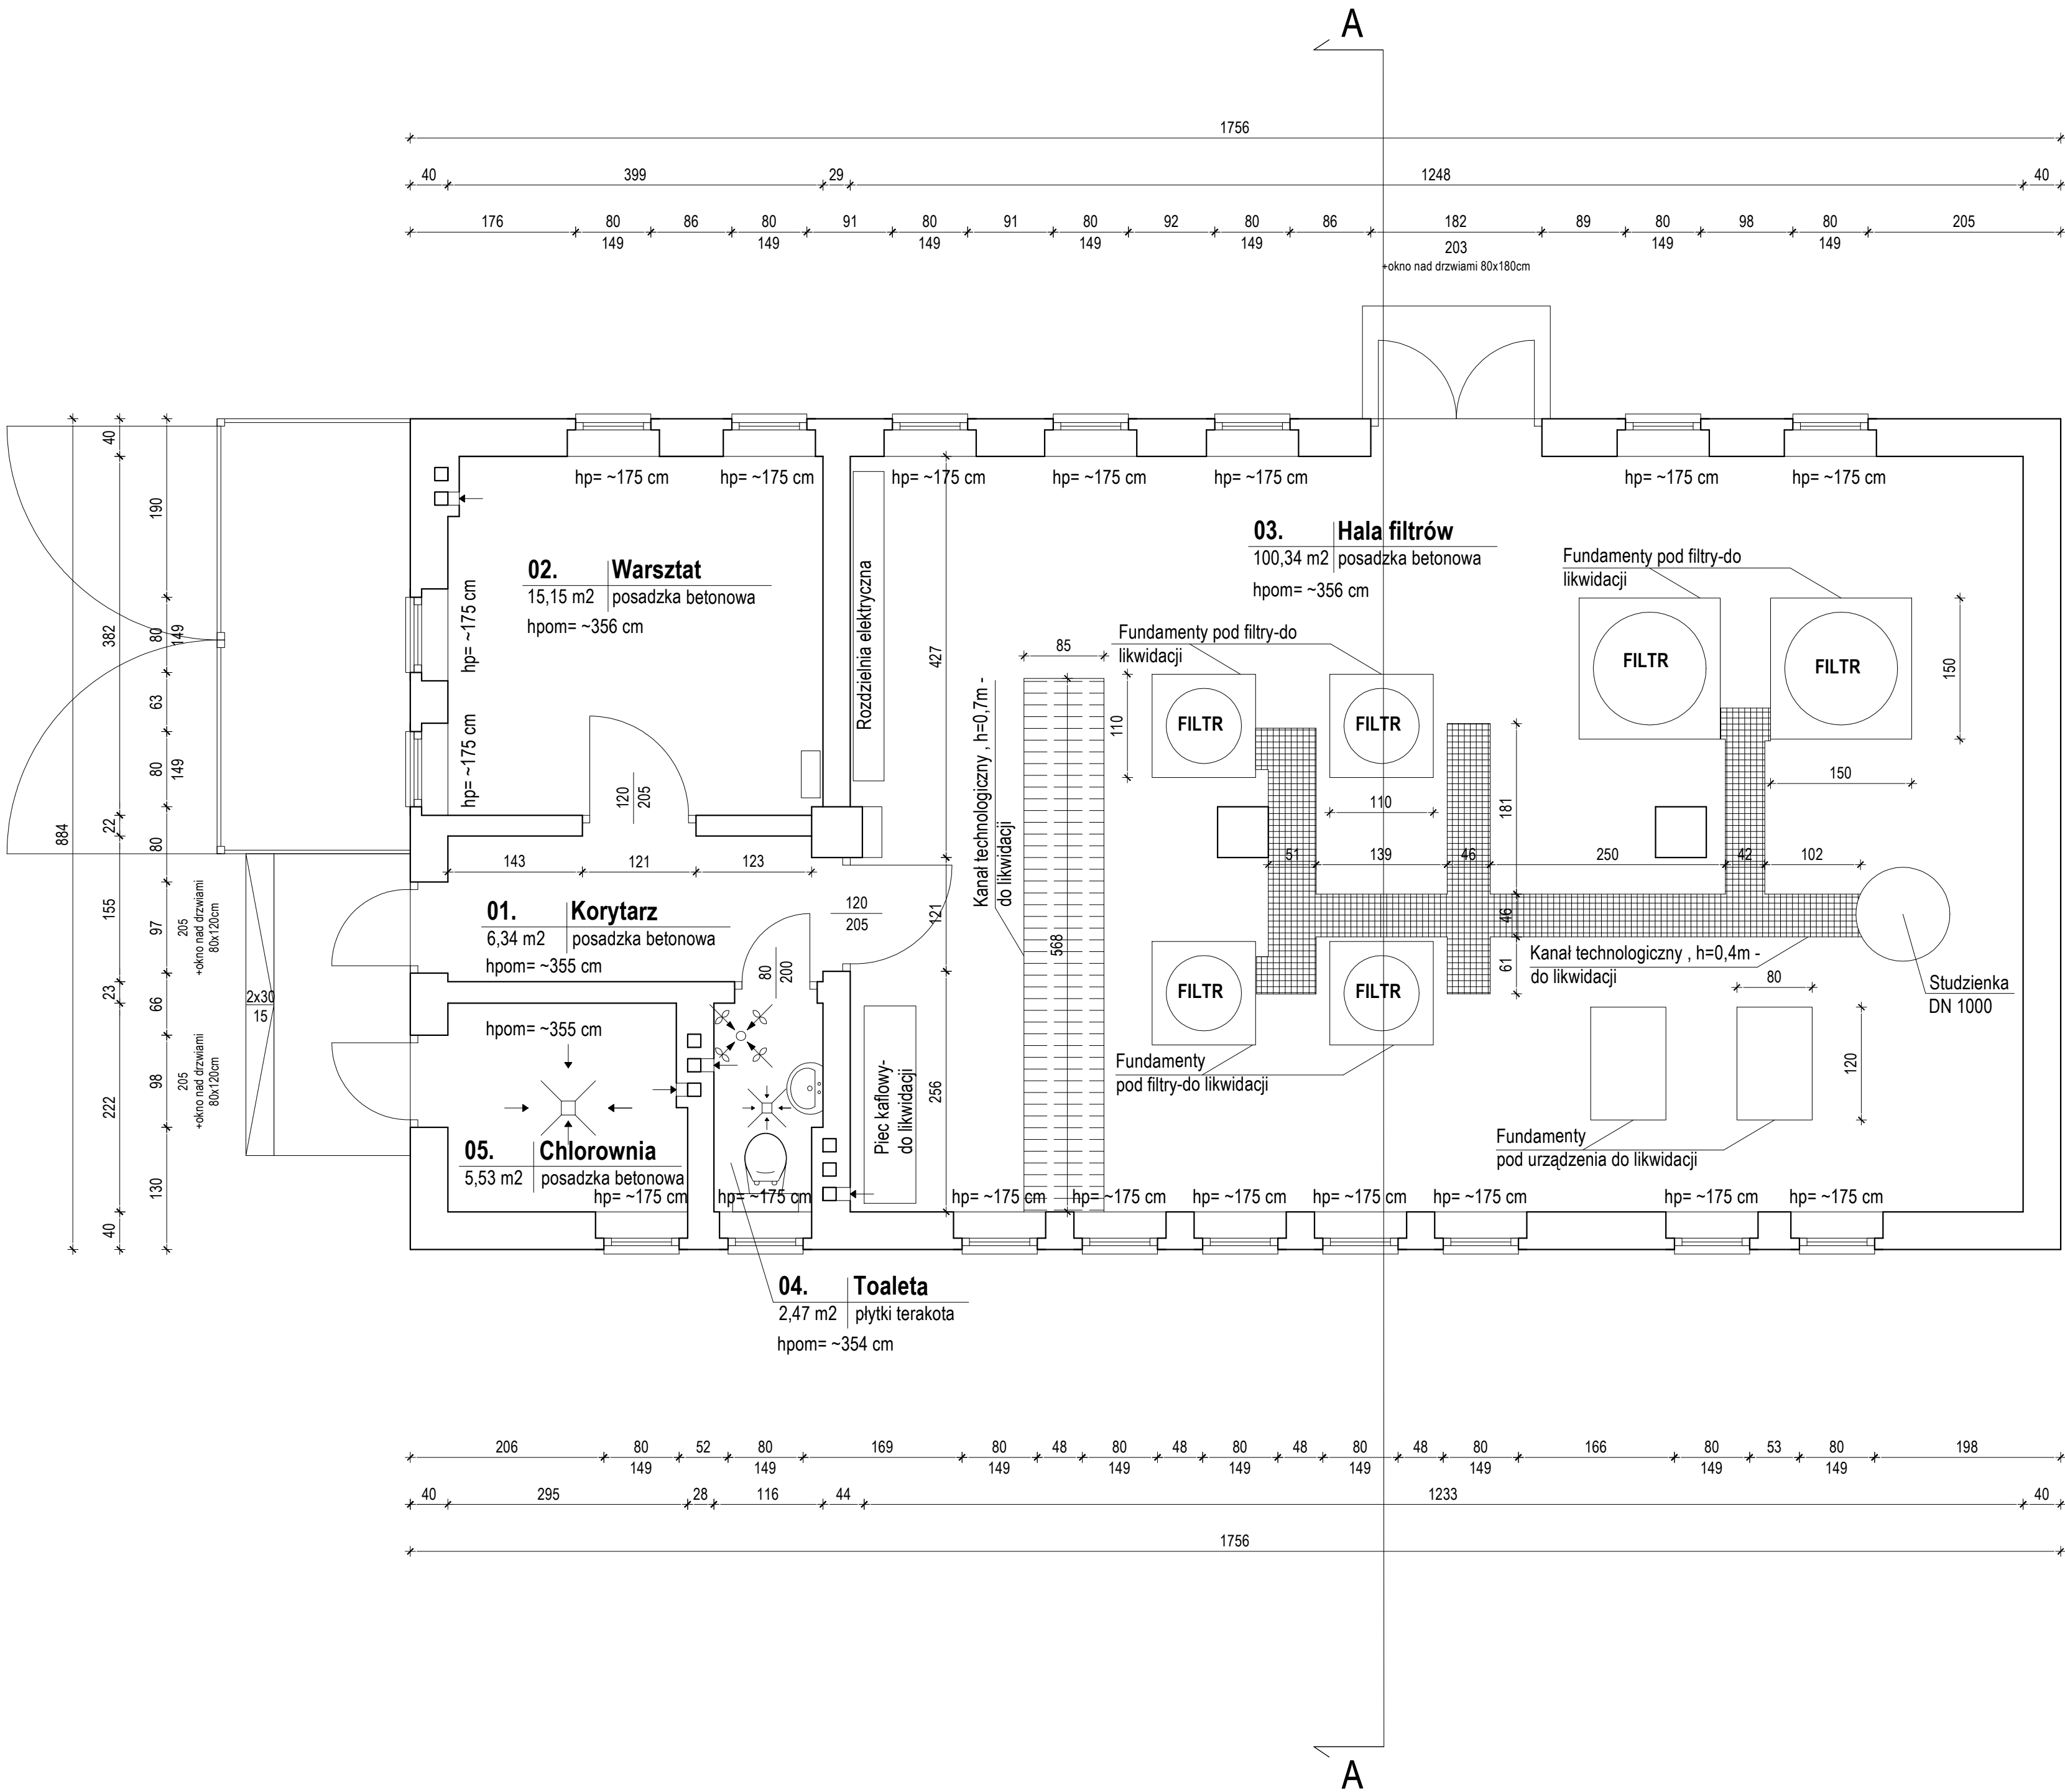 A
1756
40 399 29 1248 40
176 80 86 80 91 80 91 80 92 80 86 182 89 80 98 80 205
149 149 149 149 149 203 149 149
+okno nad drzwiami 80x180cm
hp= ~175 cm
hp= ~175 cm
hp= ~175 cm
hp= ~175 cm
hp= ~175 cm
hp= ~175 cm
hp= ~175 cm
884
40
382
22
155
23
222
40
190
80
149
63
80
149
80
97
205
+okno nad drzwiami
80x120cm
66
98
205
+okno nad drzwiami
80x120cm
130
2x30
15
02. Warsztat
15,15 m2 posadzka betonowa
hpom= ~356 cm
hp= ~175 cm
hp= ~175 cm
120
205
143 121 123
Rozdzielnia elektryczna
427
121
256
03. Hala filtrów
100,34 m2 posadzka betonowa
hpom= ~356 cm
Fundamenty pod filtry-do
likwidacji
Fundamenty pod filtry-do
likwidacji
FILTR
FILTR
FILTR
FILTR
150
150
85
110
110
Kanał technologiczny , h=0,7m -
do likwidacji
568
181
51 139 46 250 42 102
46
61
01. Korytarz
6,34 m2 posadzka betonowa
hpom= ~355 cm
120
205
80
200
Kanał technologiczny , h=0,4m -
do likwidacji
Studzienka
DN 1000
FILTR
FILTR
Fundamenty
pod filtry-do likwidacji
80
120
Fundamenty
pod urządzenia do likwidacji
hpom= ~355 cm
05. Chlorownia
5,53 m2 posadzka betonowa
Piec kaflowy-
do likwidacji
hp= ~175 cm
hp= ~175 cm
hp= ~175 cm
hp= ~175 cm
hp= ~175 cm
hp= ~175 cm
hp= ~175 cm
hp= ~175 cm
hp= ~175 cm
04. Toaleta
2,47 m2 płytki terakota
hpom= ~354 cm
206 80 52 80 169 80 48 80 48 80 48 80 48 80 166 80 53 80 198
149 149 149 149 149 149 149 149 149
40 295 28 116 44 1233 40
1756
A